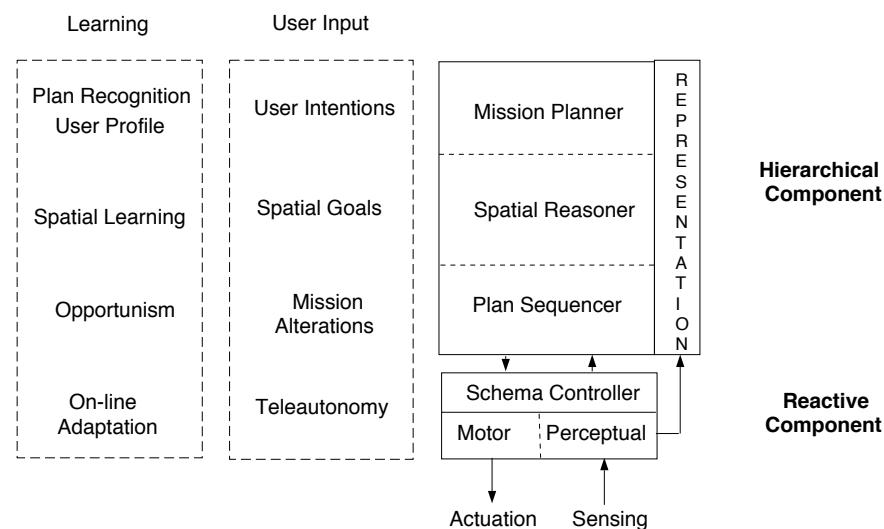 Learning
User Input
Plan Recognition
User Profile
Spatial Learning
Opportunism
On-line
Adaptation
User Intentions
Spatial Goals
Mission
Alterations
Teleautonomy
Mission Planner
Spatial Reasoner
Plan Sequencer
REPRESENTATION
Schema Controller
Motor
Perceptual
Actuation
Sensing
Hierarchical
Component
Reactive
Component